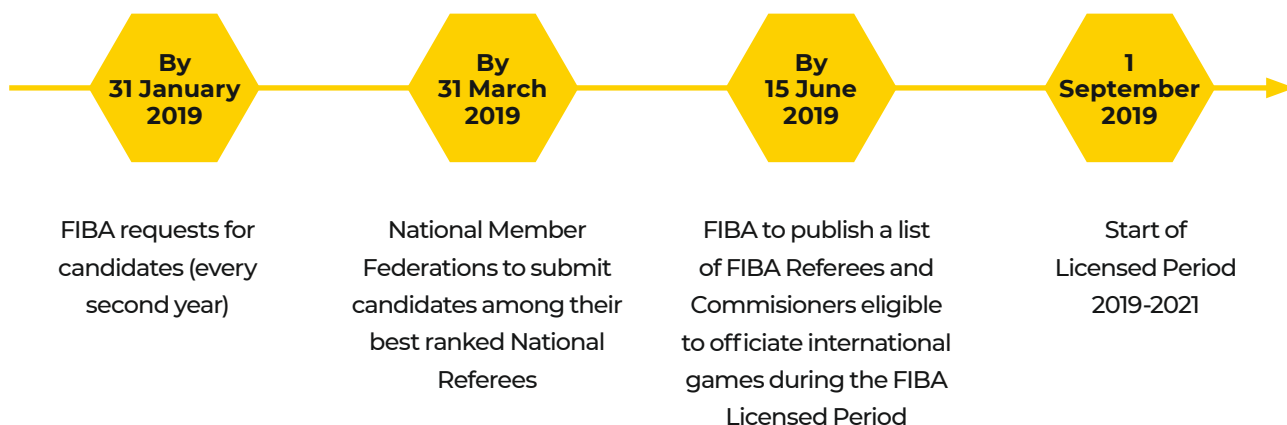 By
31 January
2019
By
31 March
2019
By
15 June
2019
1
September
2019
FIBA requests for
candidates (every
second year)
National Member
Federations to submit
candidates among their
best ranked National
Referees
FIBA to publish a list
of FIBA Referees and
Commisioners eligible
to officiate international
games during the FIBA
Licensed Period
Start of
Licensed Period
2019-2021